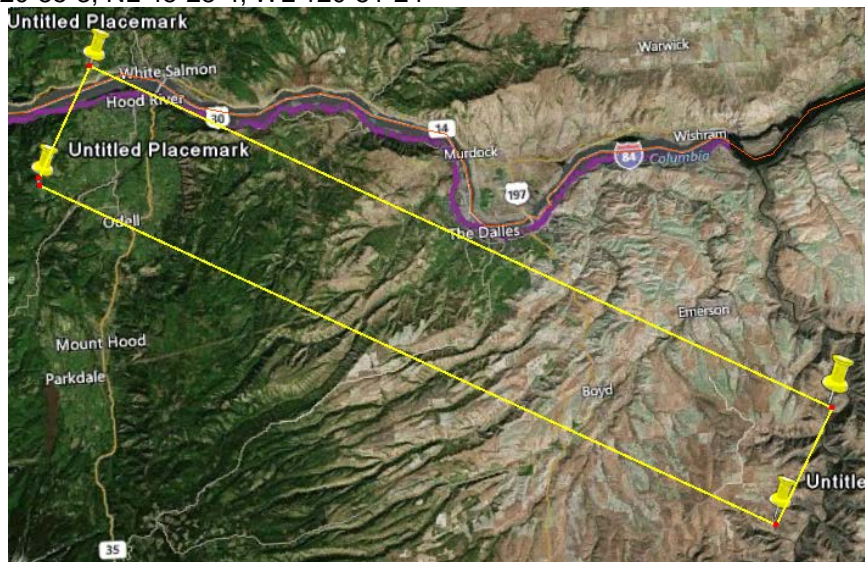 Untitled Placemark
Warwick
White Salmon
Hood River
30
14
Wishram
Untitled Placemark
Murdock
84
Columbia
197
Odell
The Dalles
Emerson
Mount Hood
Parkdale
Boyd
Untitle
35